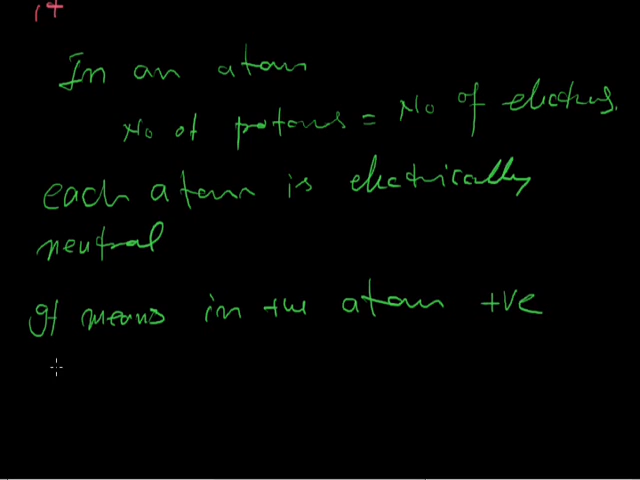 it
In an atom
No of protons = No of electrons.
each atom is electrically
neutral
It means in the atom +ve